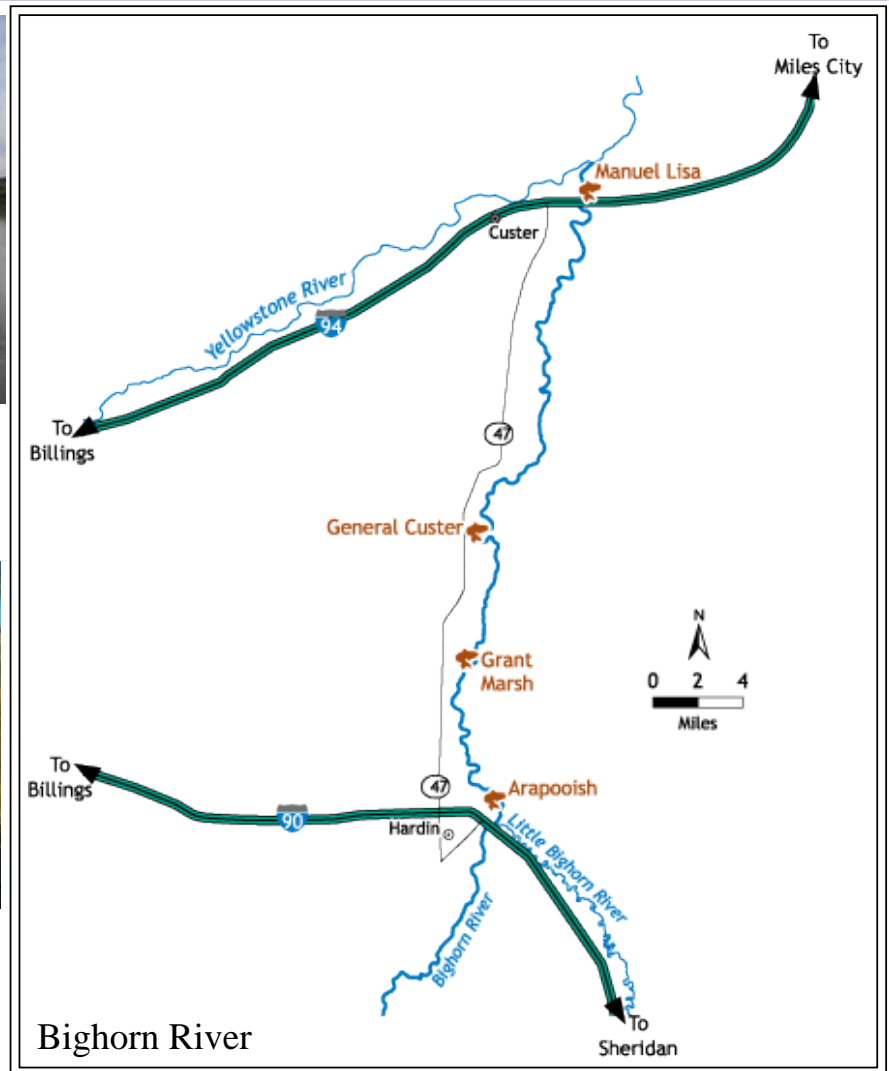 To
Miles City
Manuel Lisa
Custer
Yellowstone River
94
To
Billings
47
General Custer
Grant
Marsh
N
0 2 4
Miles
To
Billings
47
Arapooish
90
Hardin
Little Bighorn River
Bighorn River
To
Sheridan
Bighorn River